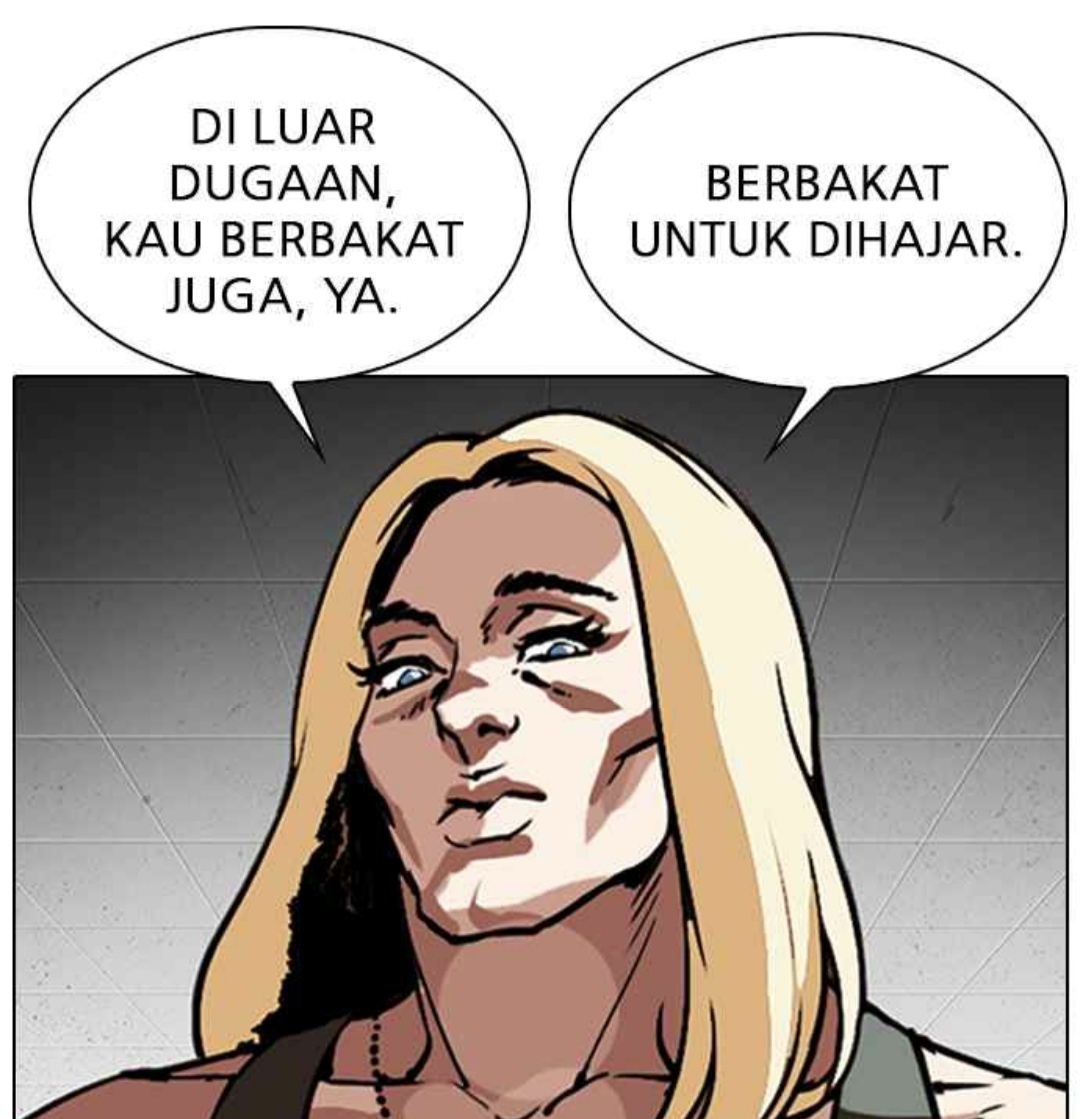 DI LUAR
DUGAAN,
KAU BERBAKAT
JUGA, YA.
BERBAKAT
UNTUK DIHAJAR.